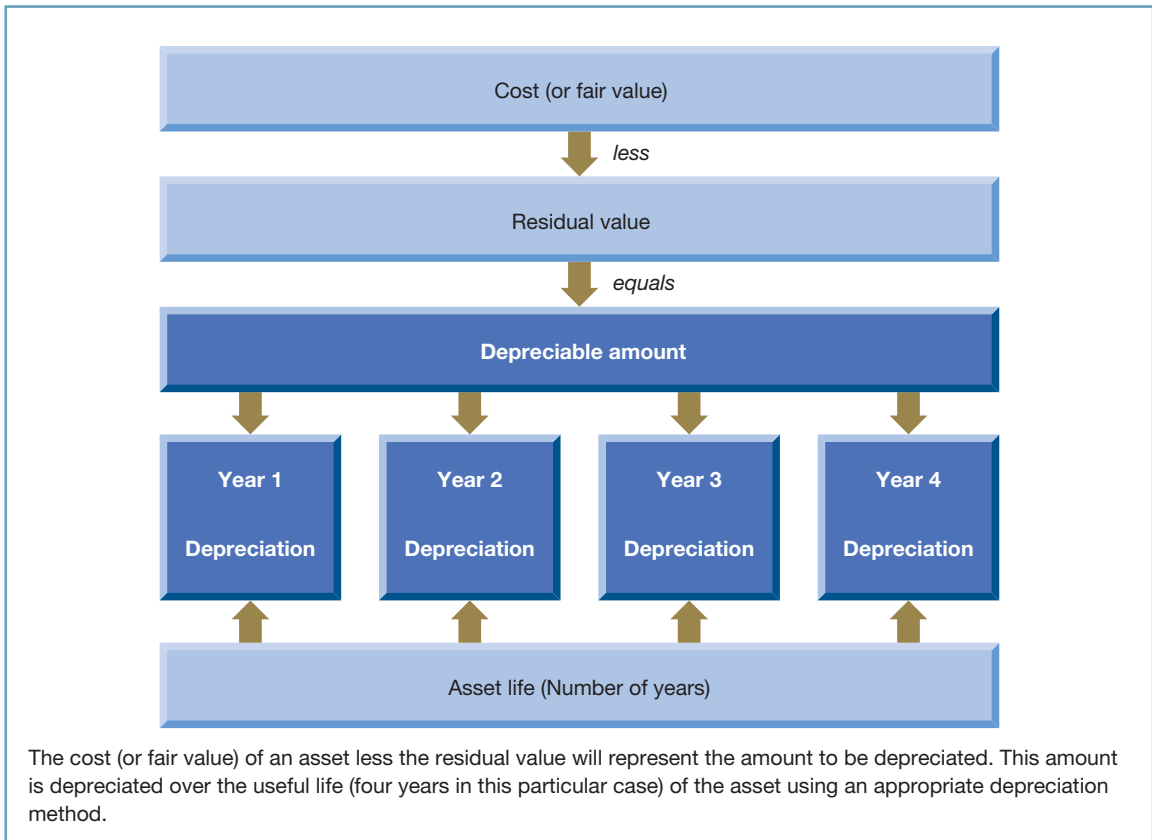 Cost (or fair value)
less
Residual value
equals
Depreciable amount
Year 1 Year 2 Year 3 Year 4
Depreciation Depreciation Depreciation Depreciation
Asset life (Number of years)
The cost (or fair value) of an asset less the residual value will represent the amount to be depreciated. This amount
is depreciated over the useful life (four years in this particular case) of the asset using an appropriate depreciation
method.